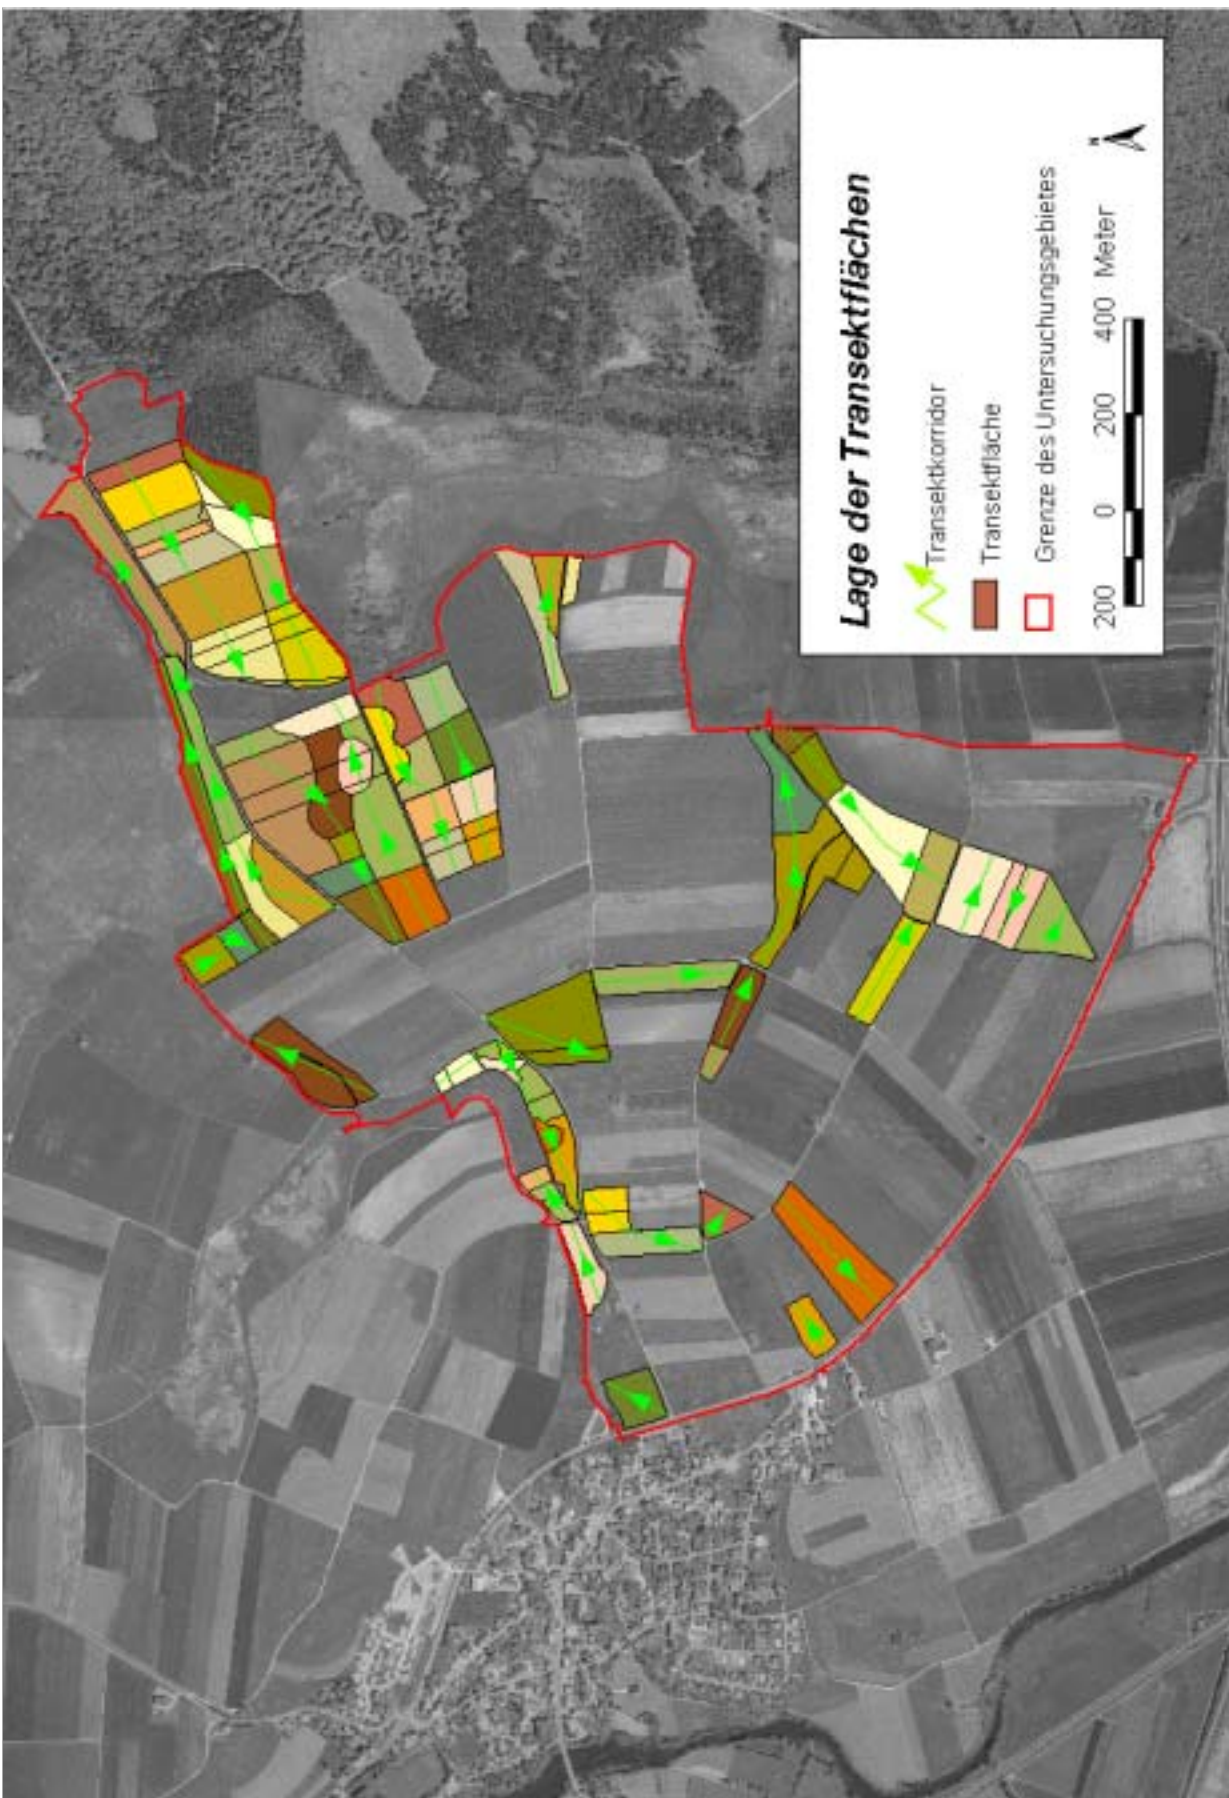 Lage der Transektflächen
Transektkorridor
Transektfläche
Grenze des Untersuchungsgebietes
200 0 200 400 Meter
N